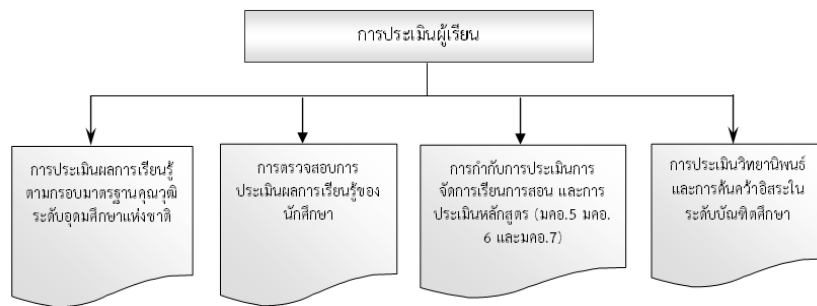 การประเมินผู้เรียน
การประเมินผลการเรียนรู้
ตามกรอบมาตรฐานคุณวุฒิ
ระดับอุดมศึกษาแห่งชาติ
การตรวจสอบการ
ประเมินผลการเรียนรู้ของ
นักศึกษา
การกำกับการประเมินการ
จัดการเรียนการสอน และการ
ประเมินหลักสูตร (มคอ.5 มคอ.
6 และมคอ.7)
การประเมินวิทยานิพนธ์
และการค้นคว้าอิสระใน
ระดับบัณฑิตศึกษา